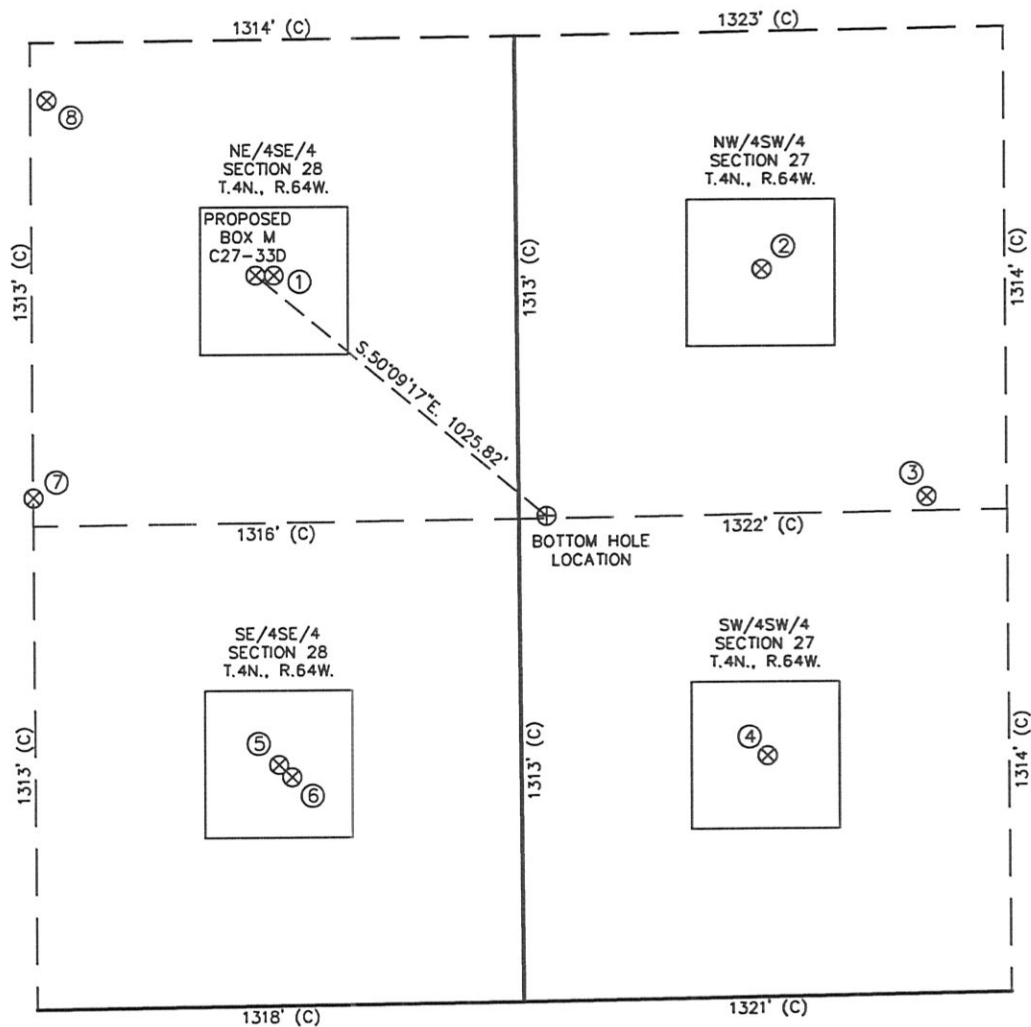 1314' (C)
1323' (C)
⑧
NE/4SE/4
SECTION 28
T.4N., R.64W.
NW/4SW/4
SECTION 27
T.4N., R.64W.
PROPOSED
BOX M
C27-33D
①
②
1313' (C)
1313' (C)
1314' (C)
S.50°09'17"E. 1025.82'
⑦
③
1316' (C)
1322' (C)
BOTTOM HOLE
LOCATION
SE/4SE/4
SECTION 28
T.4N., R.64W.
SW/4SW/4
SECTION 27
T.4N., R.64W.
⑤
⑥
④
1313' (C)
1313' (C)
1314' (C)
1318' (C)
1321' (C)